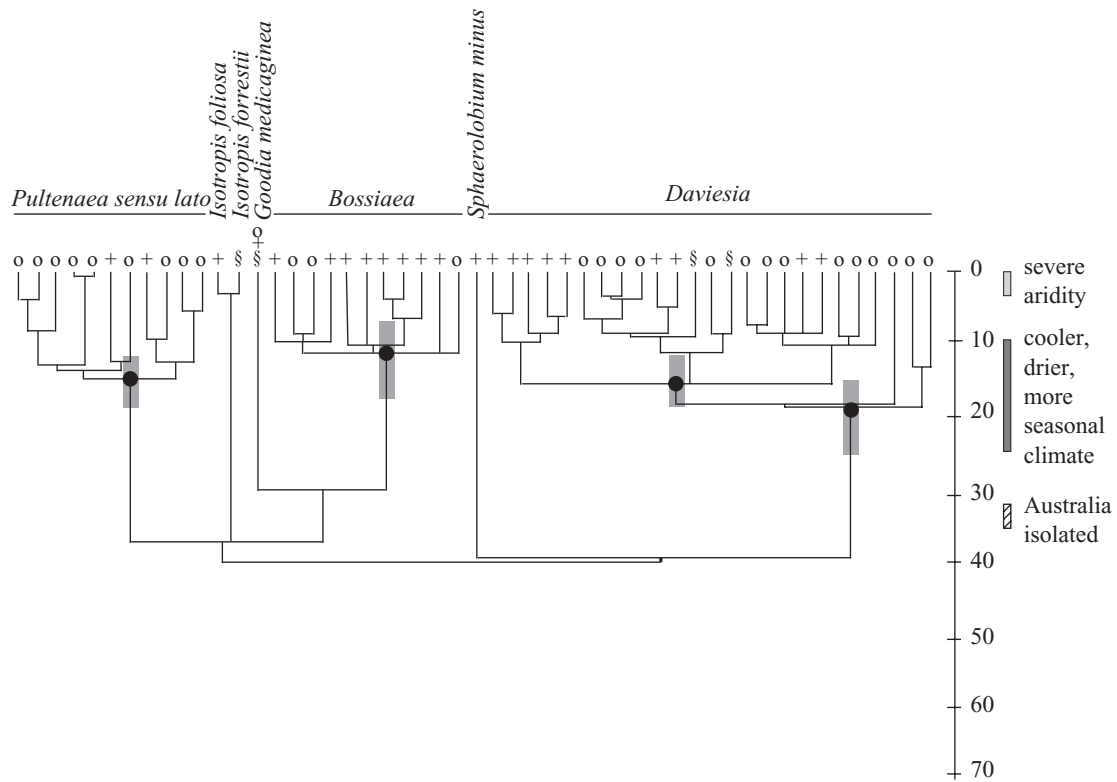 Isotropis foliosa
Isotropis forrestii
Goodia medicaginea
Sphaerolobium minus
Pultenaea sensu lato
Bossiaea
Daviesia
o
+
o o o o o + o + o o o + § § + o o + + + + + + + o + + + + + + o o o o + + § o § o o o + + o o o o o o
0
10
20
30
40
50
60
70
severe
aridity
cooler,
drier,
more
seasonal
climate
Australia
isolated